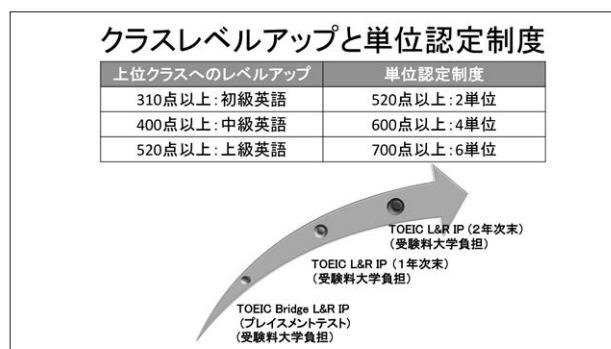 クラスレベルアップと単位認定制度
上位クラスへのレベルアップ 単位認定制度
310点以上:初級英語 520点以上:2単位
400点以上:中級英語 600点以上:4単位
520点以上:上級英語 700点以上:6単位
TOEIC L&R IP (2年次末)
(受験料大学負担)
TOEIC L&R IP (1年次末)
(受験料大学負担)
TOEIC Bridge L&R IP
(プレイスメントテスト)
(受験料大学負担)